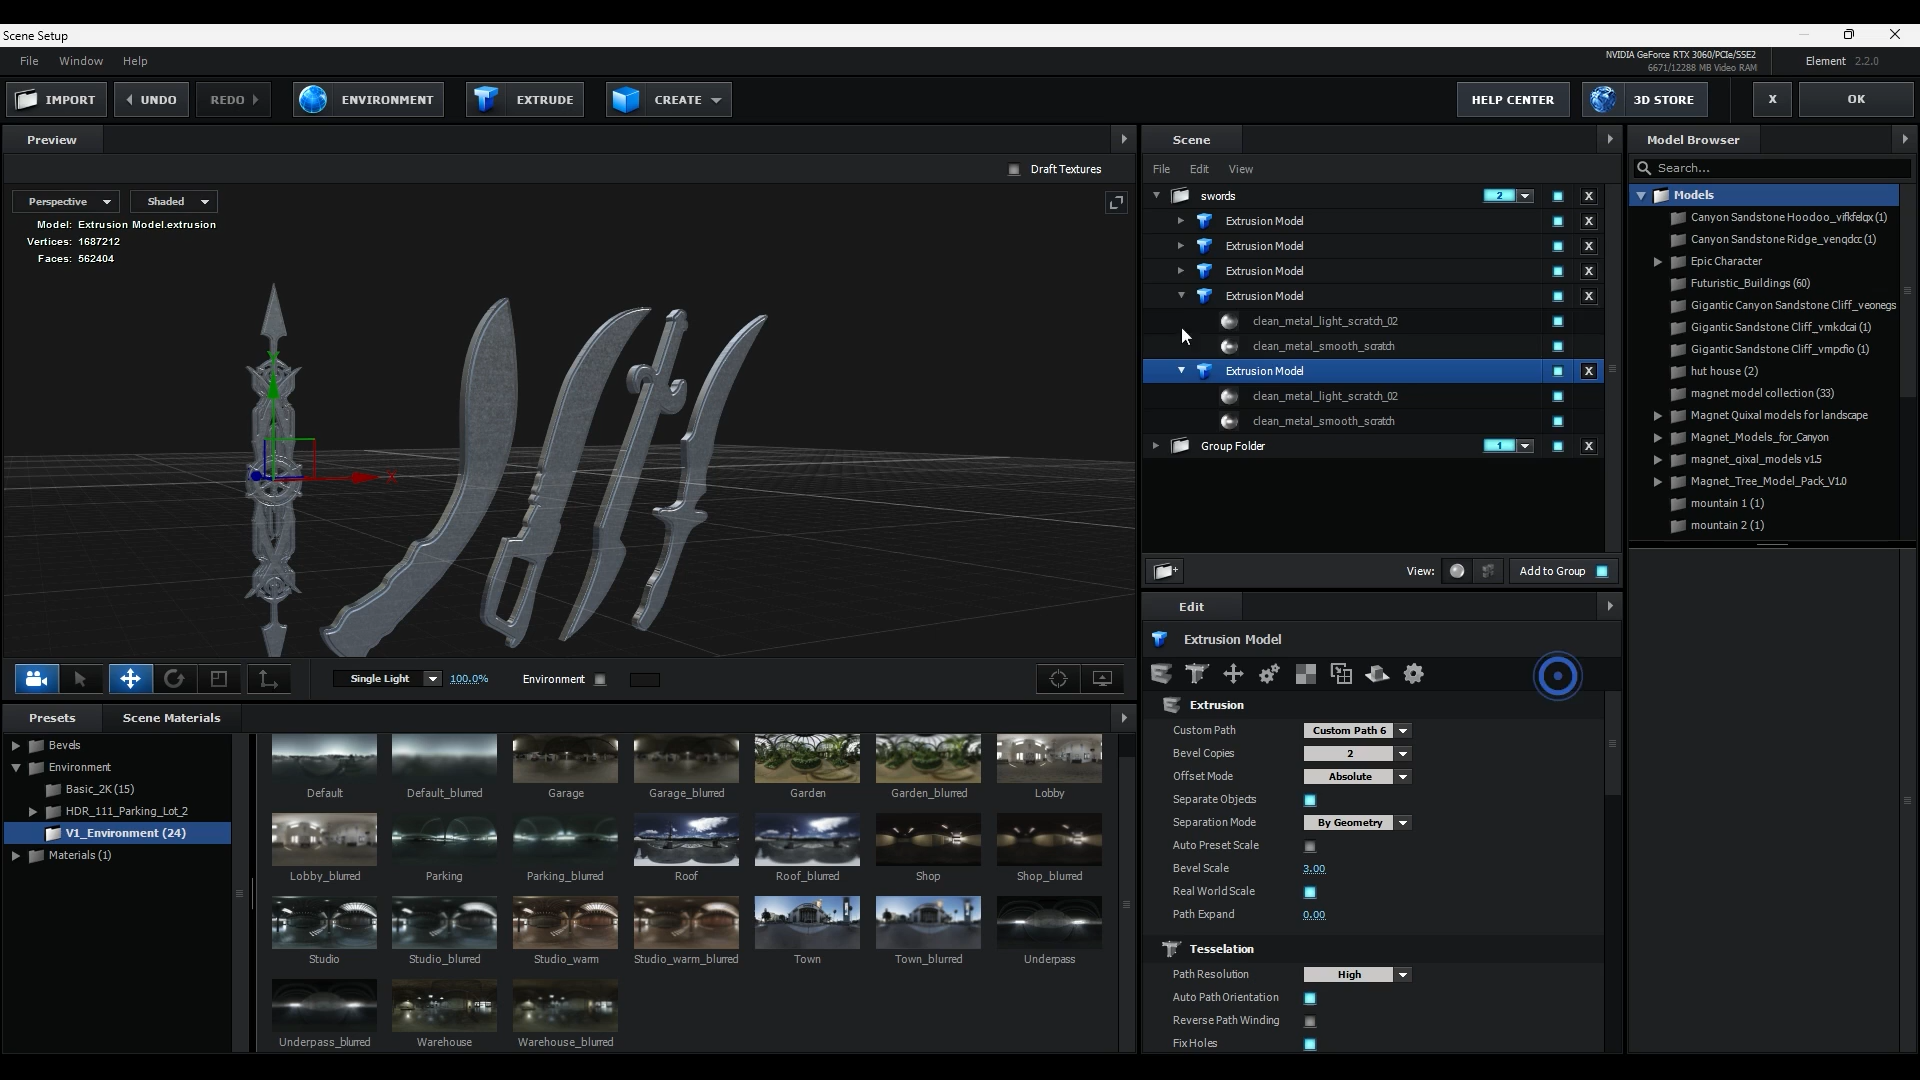 Scene Setup
File Window Help
NVIDIA GeForce RTX 3060/PCIe/SSE2
6671/12288 MB Video RAM
Element 2.2.0
IMPORT UNDO REDO ENVIRONMENT EXTRUDE CREATE HELP CENTER 3D STORE X OK
Preview
Draft Textures
Perspective Shaded
Model: Extrusion Model.extrusion
Vertices: 1687212
Faces: 562404
Y
X
Single Light 100.0% Environment
Presets Scene Materials
Bevels
Environment
Basic_2K (15)
HDR_111_Parking_Lot_2
V1_Environment (24)
Materials (1)
Default Default_blurred Garage Garage_blurred Garden Garden_blurred Lobby
Lobby_blurred Parking Parking_blurred Roof Roof_blurred Shop Shop_blurred
Studio Studio_blurred Studio_warm Studio_warm_blurred Town Town_blurred Underpass
Underpass_blurred Warehouse Warehouse_blurred
Scene
File Edit View
swords 2 X
Extrusion Model X
Extrusion Model X
Extrusion Model X
Extrusion Model X
clean_metal_light_scratch_02
clean_metal_smooth_scratch
Extrusion Model X
clean_metal_light_scratch_02
clean_metal_smooth_scratch
Group Folder 1 X
View: Add to Group
Edit
Extrusion Model
Extrusion
Custom Path Custom Path 6
Bevel Copies 2
Offset Mode Absolute
Separate Objects
Separation Mode By Geometry
Auto Preset Scale
Bevel Scale 3.00
Real World Scale
Path Expand 0.00
Tesselation
Path Resolution High
Auto Path Orientation
Reverse Path Winding
Fix Holes
Model Browser
Search...
Models
Canyon Sandstone Hoodoo_vifkfelqx (1)
Canyon Sandstone Ridge_venqdcc (1)
Epic Character
Futuristic_Buildings (60)
Gigantic Canyon Sandstone Cliff_veonegs
Gigantic Sandstone Cliff_vmkdcai (1)
Gigantic Sandstone Cliff_vmpcfio (1)
hut house (2)
magnet model collection (33)
Magnet Quixal models for landscape
Magnet_Models_for_Canyon
magnet_qixal_models v1.5
Magnet_Tree_Model_Pack_V1.0
mountain 1 (1)
mountain 2 (1)